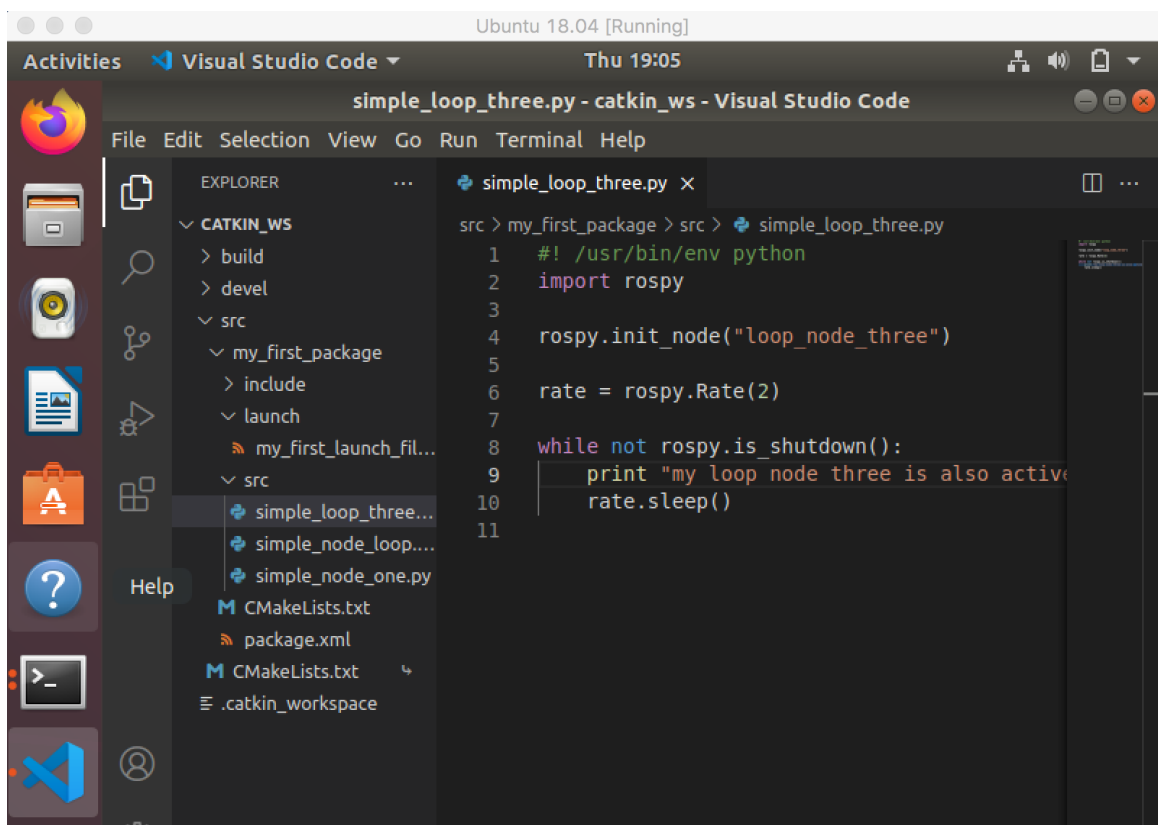 Ubuntu 18.04 [Running]
Activities Visual Studio Code Thu 19:05
simple_loop_three.py - catkin_ws - Visual Studio Code
File Edit Selection View Go Run Terminal Help
EXPLORER ...
simple_loop_three.py
CATKIN_WS
build
devel
src
my_first_package
include
launch
my_first_launch_fil...
src
simple_loop_three...
simple_node_loop....
simple_node_one.py
CMakeLists.txt
package.xml
CMakeLists.txt
.catkin_workspace
Help
src > my_first_package > src > simple_loop_three.py
1 #! /usr/bin/env python
2 import rospy
3
4 rospy.init_node("loop_node_three")
5
6 rate = rospy.Rate(2)
7
8 while not rospy.is_shutdown():
9 print "my loop node three is also active
10 rate.sleep()
11